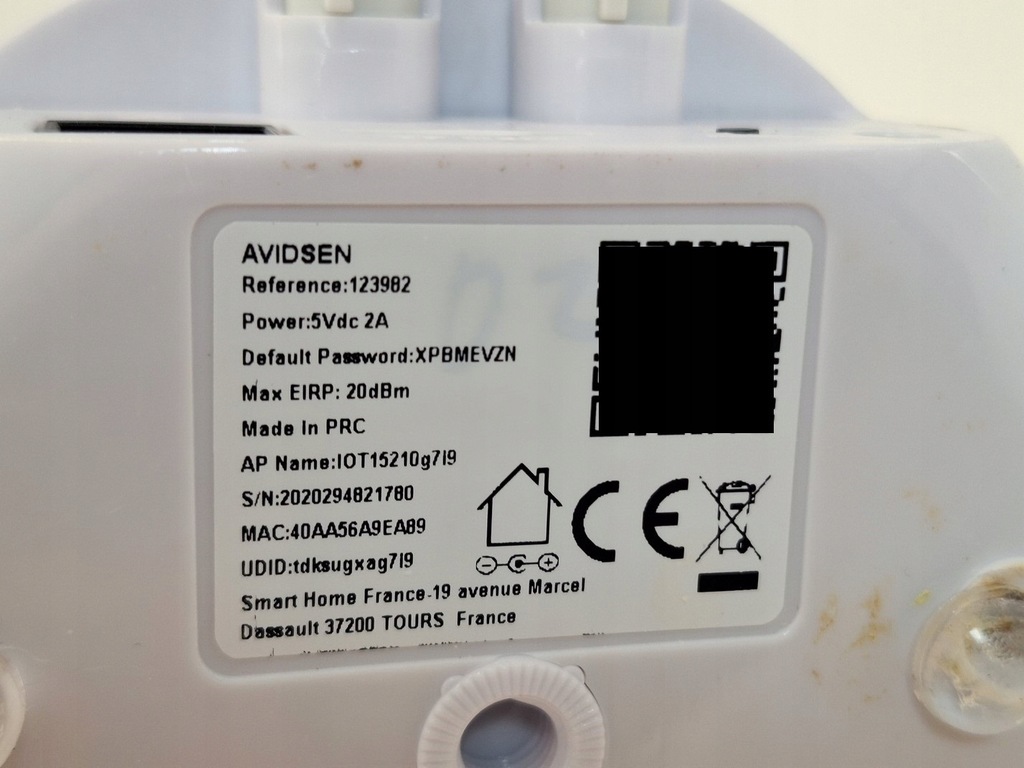 AVIDSEN
Reference:123982
Power:5Vdc 2A
Default Password:XPBMEVZN
Max EIRP: 20dBm
Made In PRC
AP Name:IOT15210g7l9
S/N:2020294821780
MAC:40AA56A9EA89
UDID:tdksugxag7l9
Smart Home France-19 avenue Marcel
Dassault 37200 TOURS France
CE